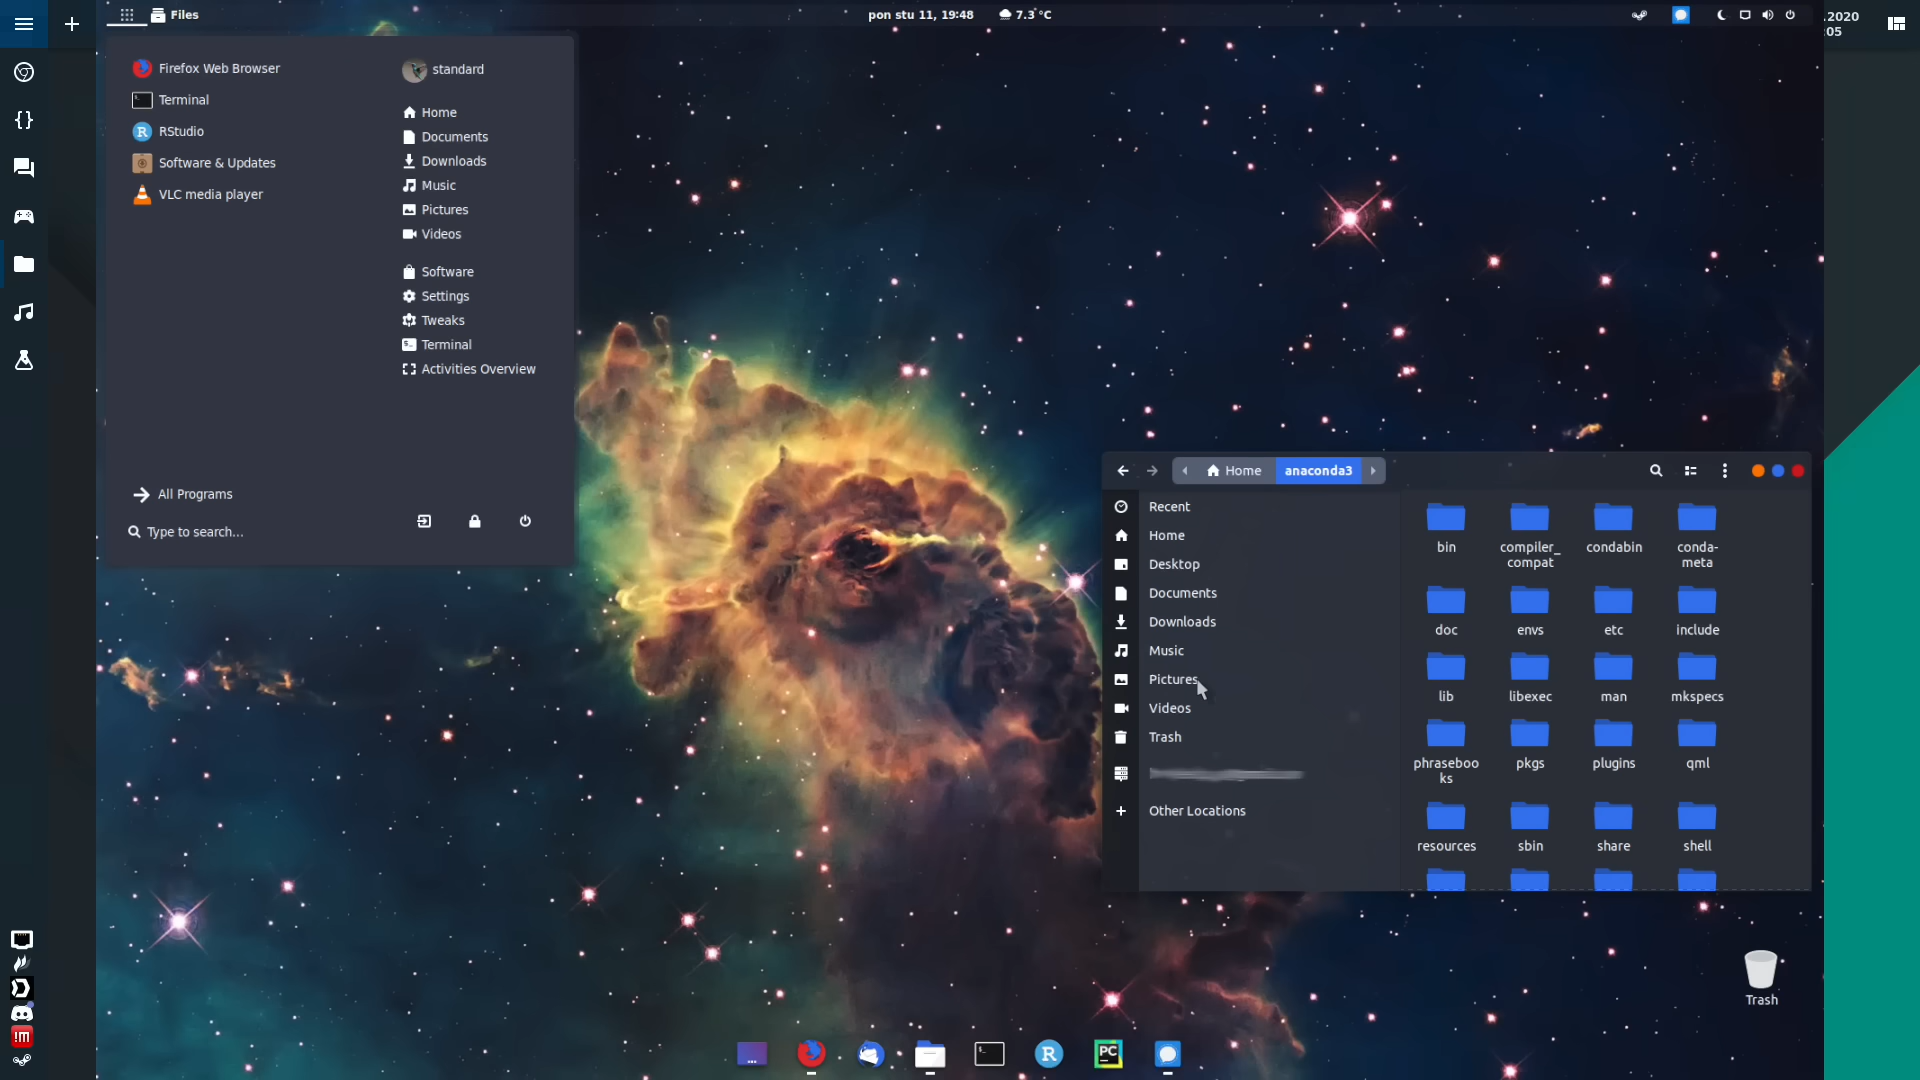 Files
pon stu 11, 19:48
7.3 °C
.2020
:05
Firefox Web Browser
Terminal
RStudio
Software & Updates
VLC media player
All Programs
Type to search...
standard
Home
Documents
Downloads
Music
Pictures
Videos
Software
Settings
Tweaks
Terminal
Activities Overview
Home
anaconda3
Recent
Home
Desktop
Documents
Downloads
Music
Pictures
Videos
Trash
Other Locations
bin
compiler_
compat
condabin
conda-
meta
doc
envs
etc
include
lib
libexec
man
mkspecs
phraseboo
ks
pkgs
plugins
qml
resources
sbin
share
shell
Trash
R
PC
!m